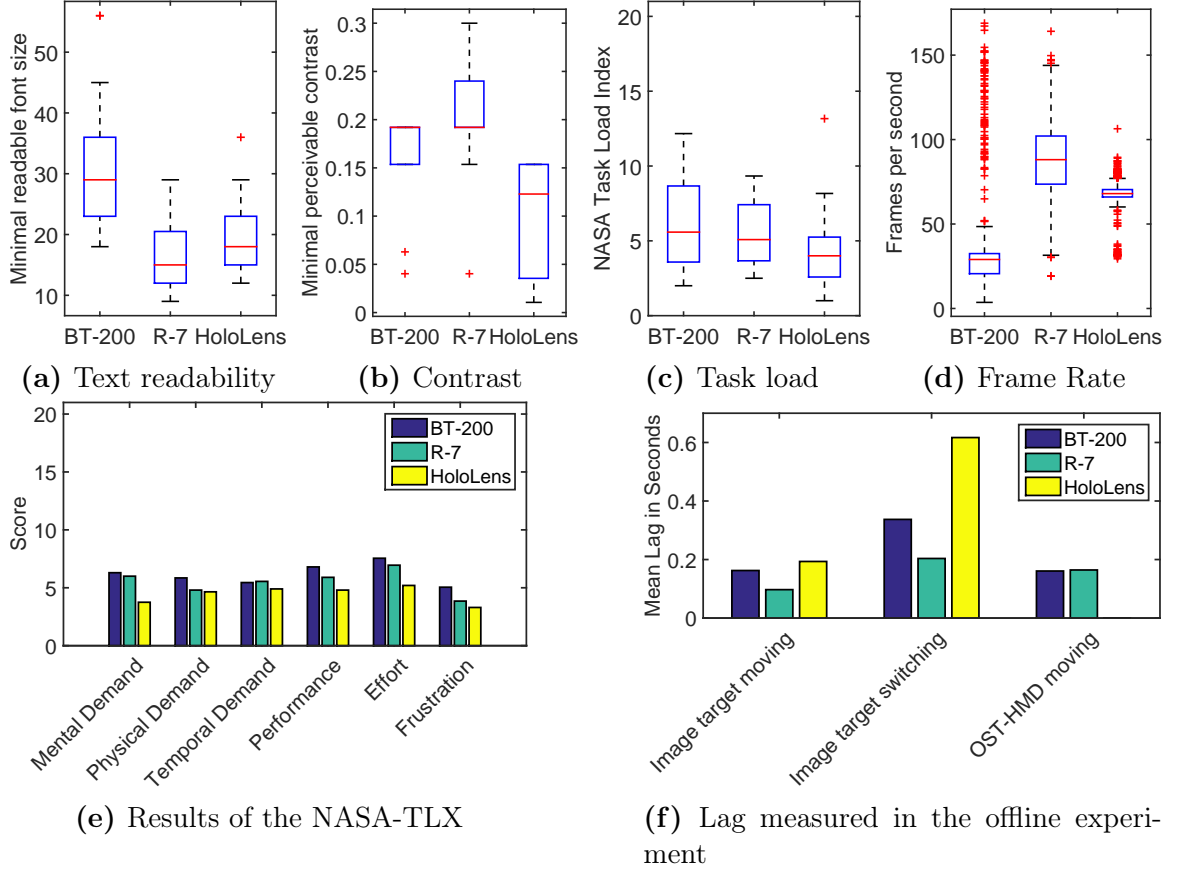 Minimal readable font size
50
40
30
20
10
BT-200 R-7 HoloLens
(a) Text readability
Minimal perceivable contrast
0.3
0.25
0.2
0.15
0.1
0.05
0
BT-200 R-7 HoloLens
(b) Contrast
NASA Task Load Index
20
15
10
5
0
BT-200 R-7 HoloLens
(c) Task load
Frames per second
150
100
50
0
BT-200 R-7 HoloLens
(d) Frame Rate
Score
20
15
10
5
0
BT-200
R-7
HoloLens
Mental Demand
Physical Demand
Temporal Demand
Performance
Effort
Frustration
(e) Results of the NASA-TLX
Mean Lag in Seconds
0.6
0.4
0.2
0
BT-200
R-7
HoloLens
Image target moving
Image target switching
OST-HMD moving
(f) Lag measured in the offline experi-
ment